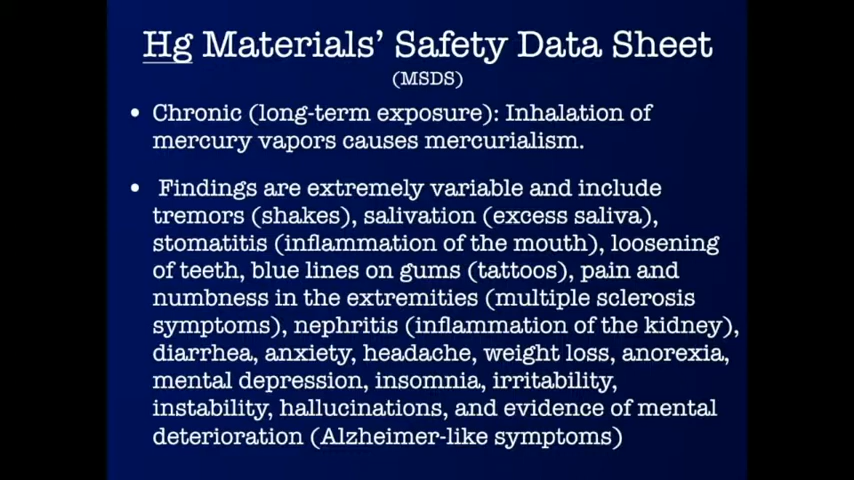 Hg Materials' Safety Data Sheet
(MSDS)
• Chronic (long-term exposure): Inhalation of
mercury vapors causes mercurialism.
• Findings are extremely variable and include
tremors (shakes), salivation (excess saliva),
stomatitis (inflammation of the mouth), loosening
of teeth, blue lines on gums (tattoos), pain and
numbness in the extremities (multiple sclerosis
symptoms), nephritis (inflammation of the kidney),
diarrhea, anxiety, headache, weight loss, anorexia,
mental depression, insomnia, irritability,
instability, hallucinations, and evidence of mental
deterioration (Alzheimer-like symptoms)